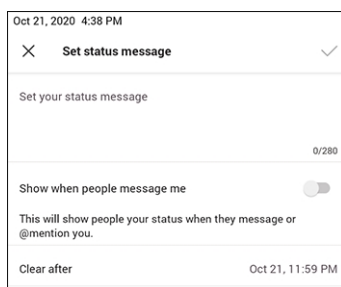 Oct 21, 2020 4:38 PM
Set status message
Set your status message
0/280
Show when people message me
This will show people your status when they message or
@mention you.
Clear after Oct 21, 11:59 PM